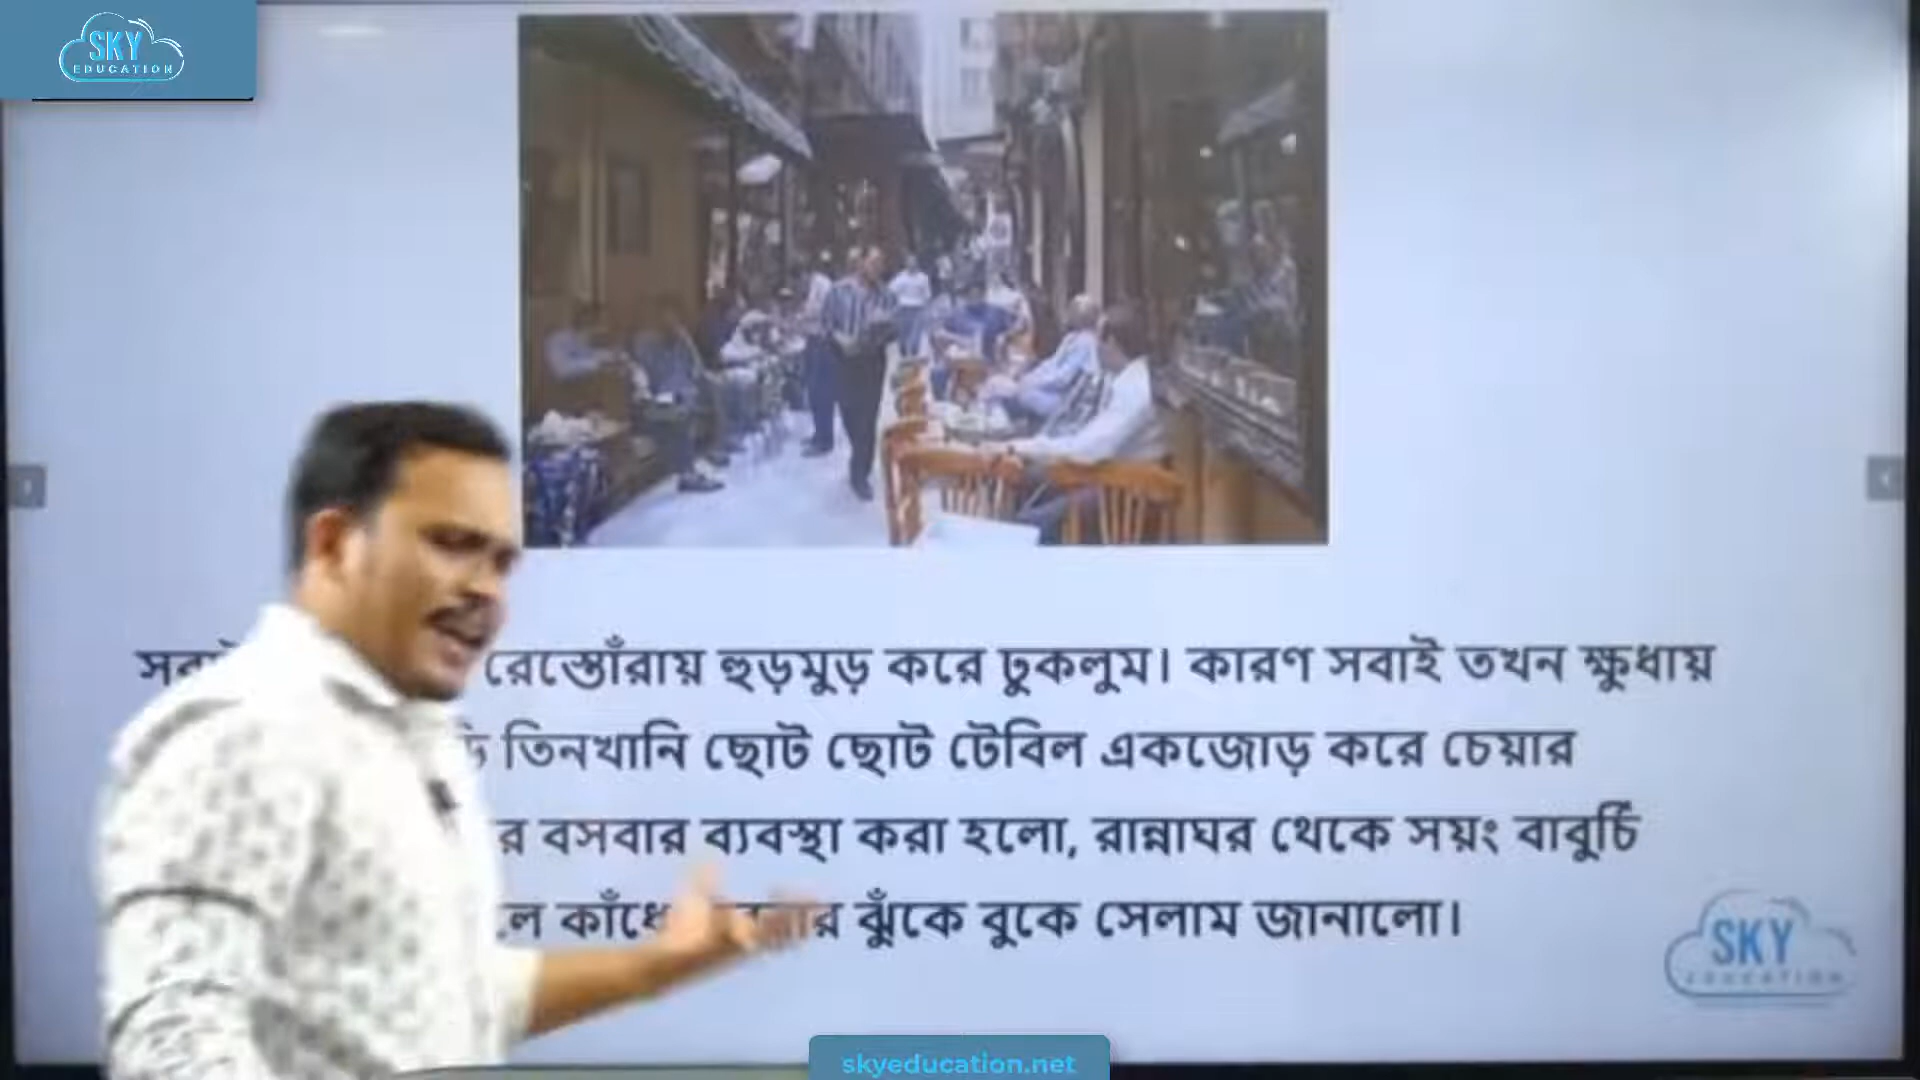 SKY
EDUCATION
রেস্তোঁরায় হুড়মুড় করে ঢুকলুম। কারণ সবাই তখন ক্ষুধায়
তিনখানি ছোট ছোট টেবিল একজোড় করে চেয়ার
বসবার ব্যবস্থা করা হলো, রান্নাঘর থেকে সয়ং বাবুর্চি
ঝুঁকে বুকে সেলাম জানালো।
SKY
EDUCATION
skyeducation.net